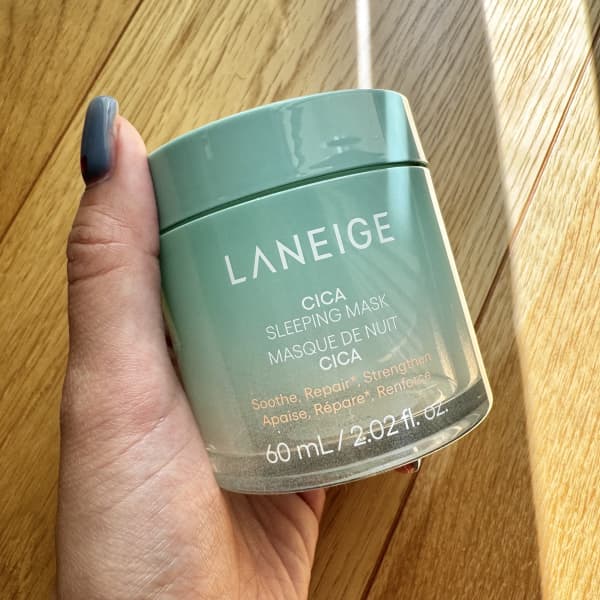 LANEIGE
CICA
SLEEPING MASK
MASQUE DE NUIT
CICA
Soothe, Repair*, Strengthen
Apaise, Répare*, Renforce
60 mL / 2.02 fl. oz.